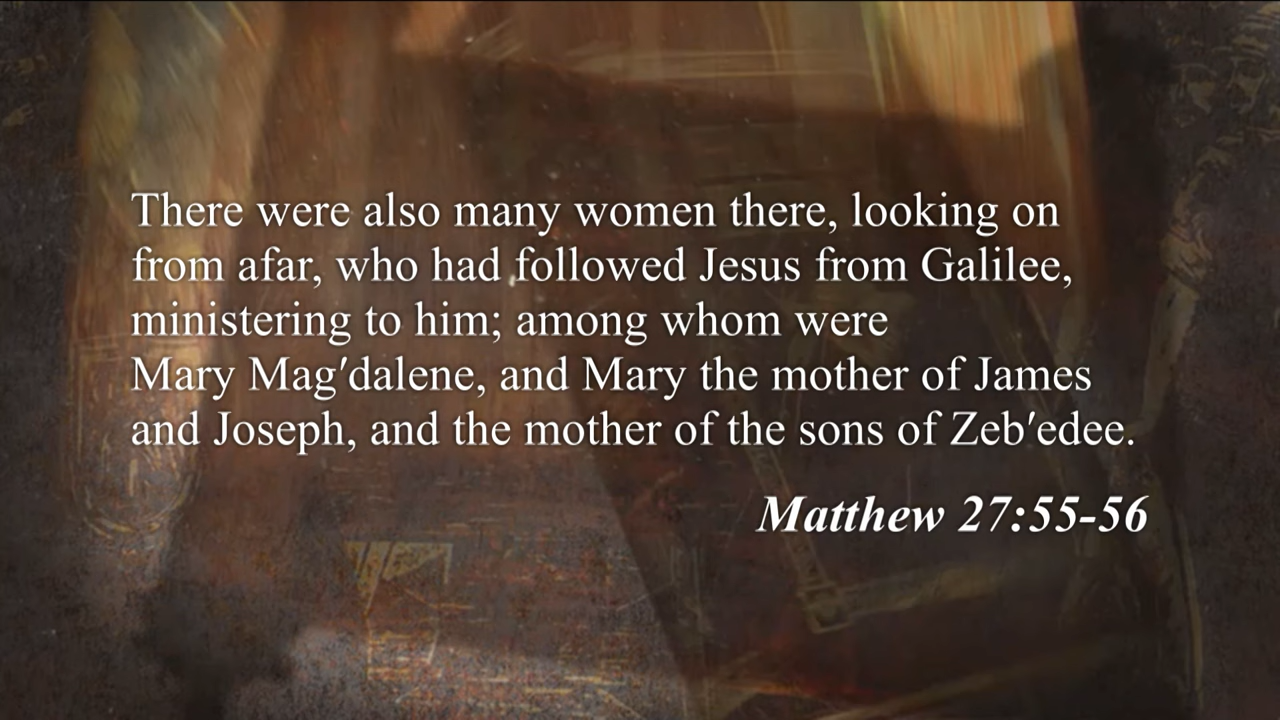 There were also many women there, looking on
from afar, who had followed Jesus from Galilee,
ministering to him; among whom were
Mary Mag′dalene, and Mary the mother of James
and Joseph, and the mother of the sons of Zeb′edee.
Matthew 27:55-56